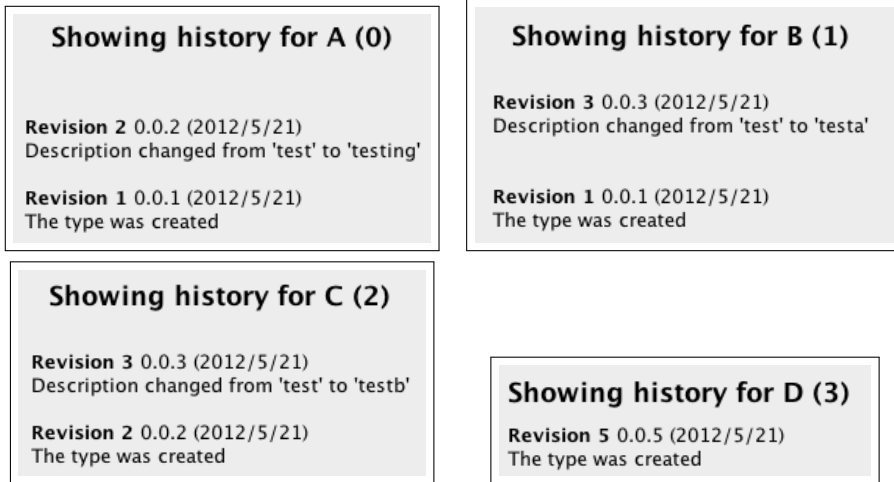 Showing history for A (0)
Revision 2 0.0.2 (2012/5/21)
Description changed from 'test' to 'testing'
Revision 1 0.0.1 (2012/5/21)
The type was created
Showing history for B (1)
Revision 3 0.0.3 (2012/5/21)
Description changed from 'test' to 'testa'
Revision 1 0.0.1 (2012/5/21)
The type was created
Showing history for C (2)
Revision 3 0.0.3 (2012/5/21)
Description changed from 'test' to 'testb'
Revision 2 0.0.2 (2012/5/21)
The type was created
Showing history for D (3)
Revision 5 0.0.5 (2012/5/21)
The type was created